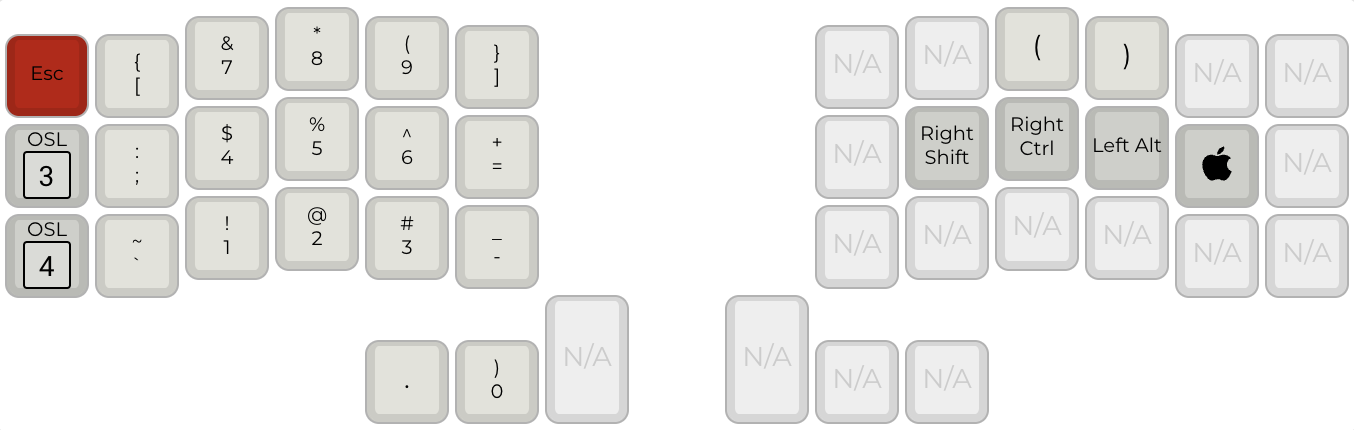 Esc
{
[
&
7
*
8
(
9
}
]
N/A
N/A
(
)
N/A
N/A
OSL
3
:
;
$
4
%
5
^
6
+
=
N/A
Right
Shift
Right
Ctrl
Left Alt
N/A
OSL
4
~
`
!
1
@
2
#
3
_
-
N/A
N/A
N/A
N/A
N/A
N/A
.
)
0
N/A
N/A
N/A
N/A